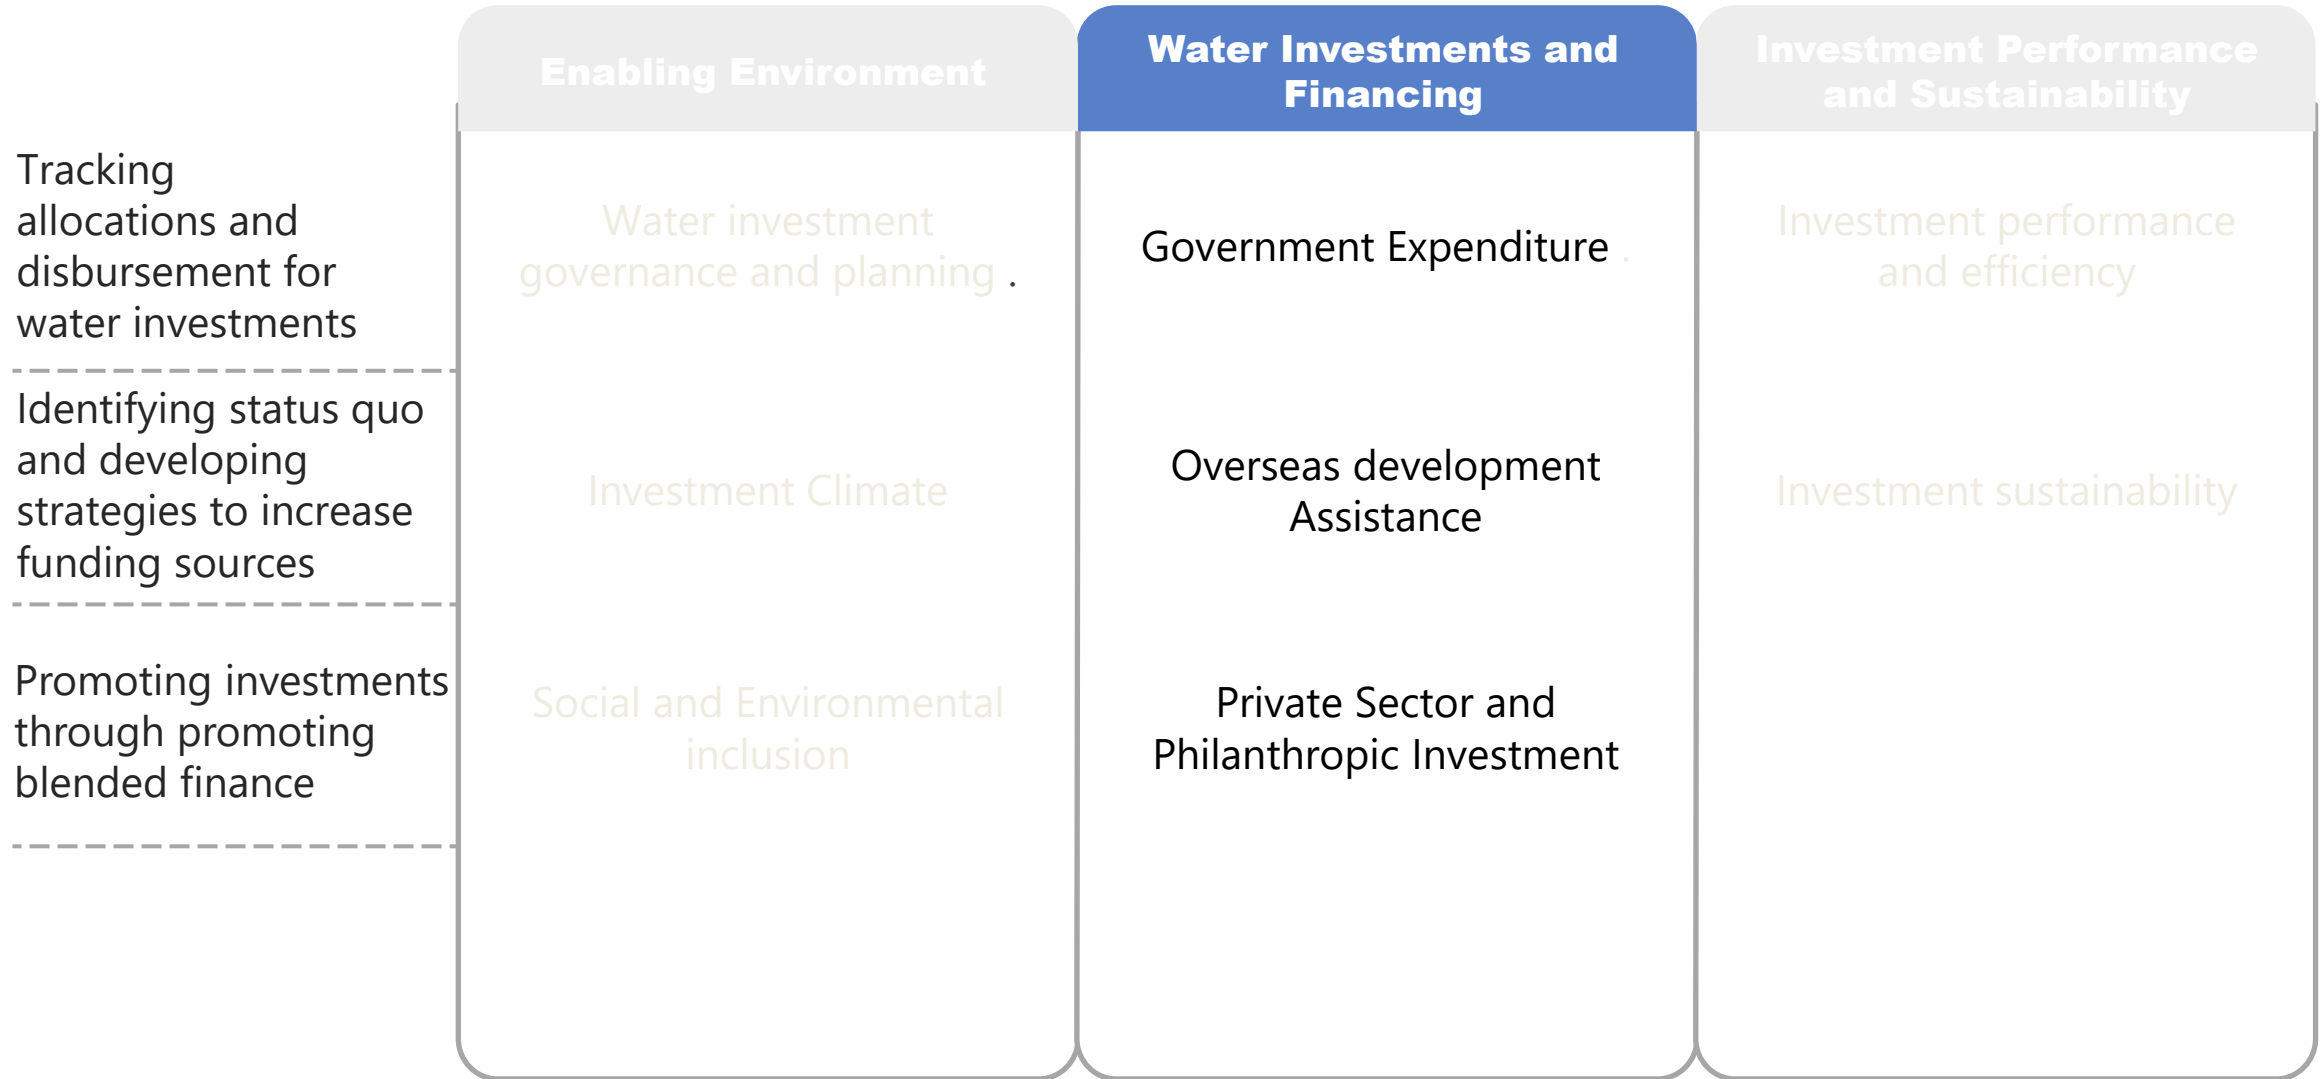 Enabling Environment
Water Investments and
Financing
Investment Performance
and Sustainability
Tracking
allocations and
disbursement for
water investments
Water investment
governance and planning .
Government Expenditure .
Investment performance
and efficiency
Identifying status quo
and developing
strategies to increase
funding sources
Investment Climate
Overseas development
Assistance
Investment sustainability
Promoting investments
through promoting
blended finance
Social and Environmental
inclusion
Private Sector and
Philanthropic Investment